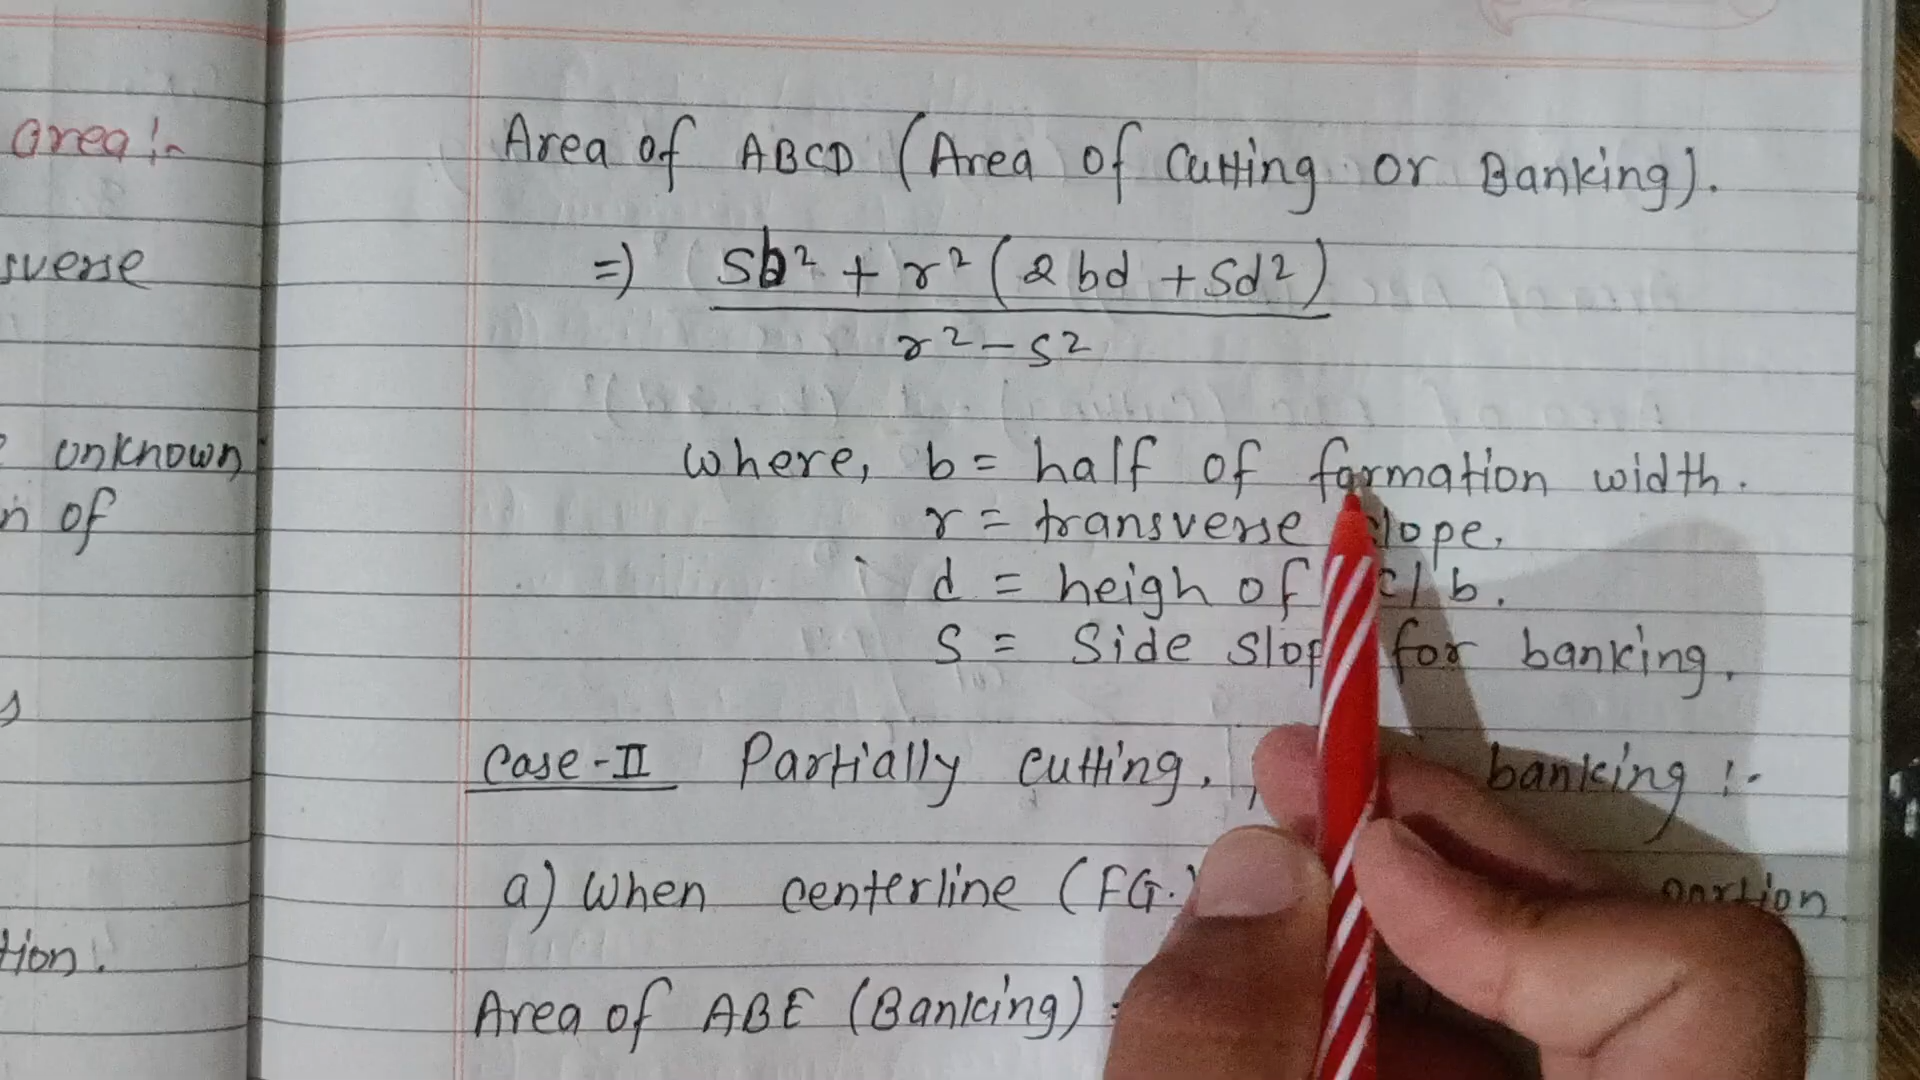 area :-
sverse
unknown
n of
s
tion.
Area of ABCD (Area of Cutting or Banking).
=) Sb² + r² (2bd + Sd²)
r² - s²
where, b = half of formation width.
r = transverse slope.
d = heigh of c/b.
S = Side slop for banking.
Case-II Partially cutting, banking :-
a) When centerline (FG. portion
Area of ABE (Banking) =